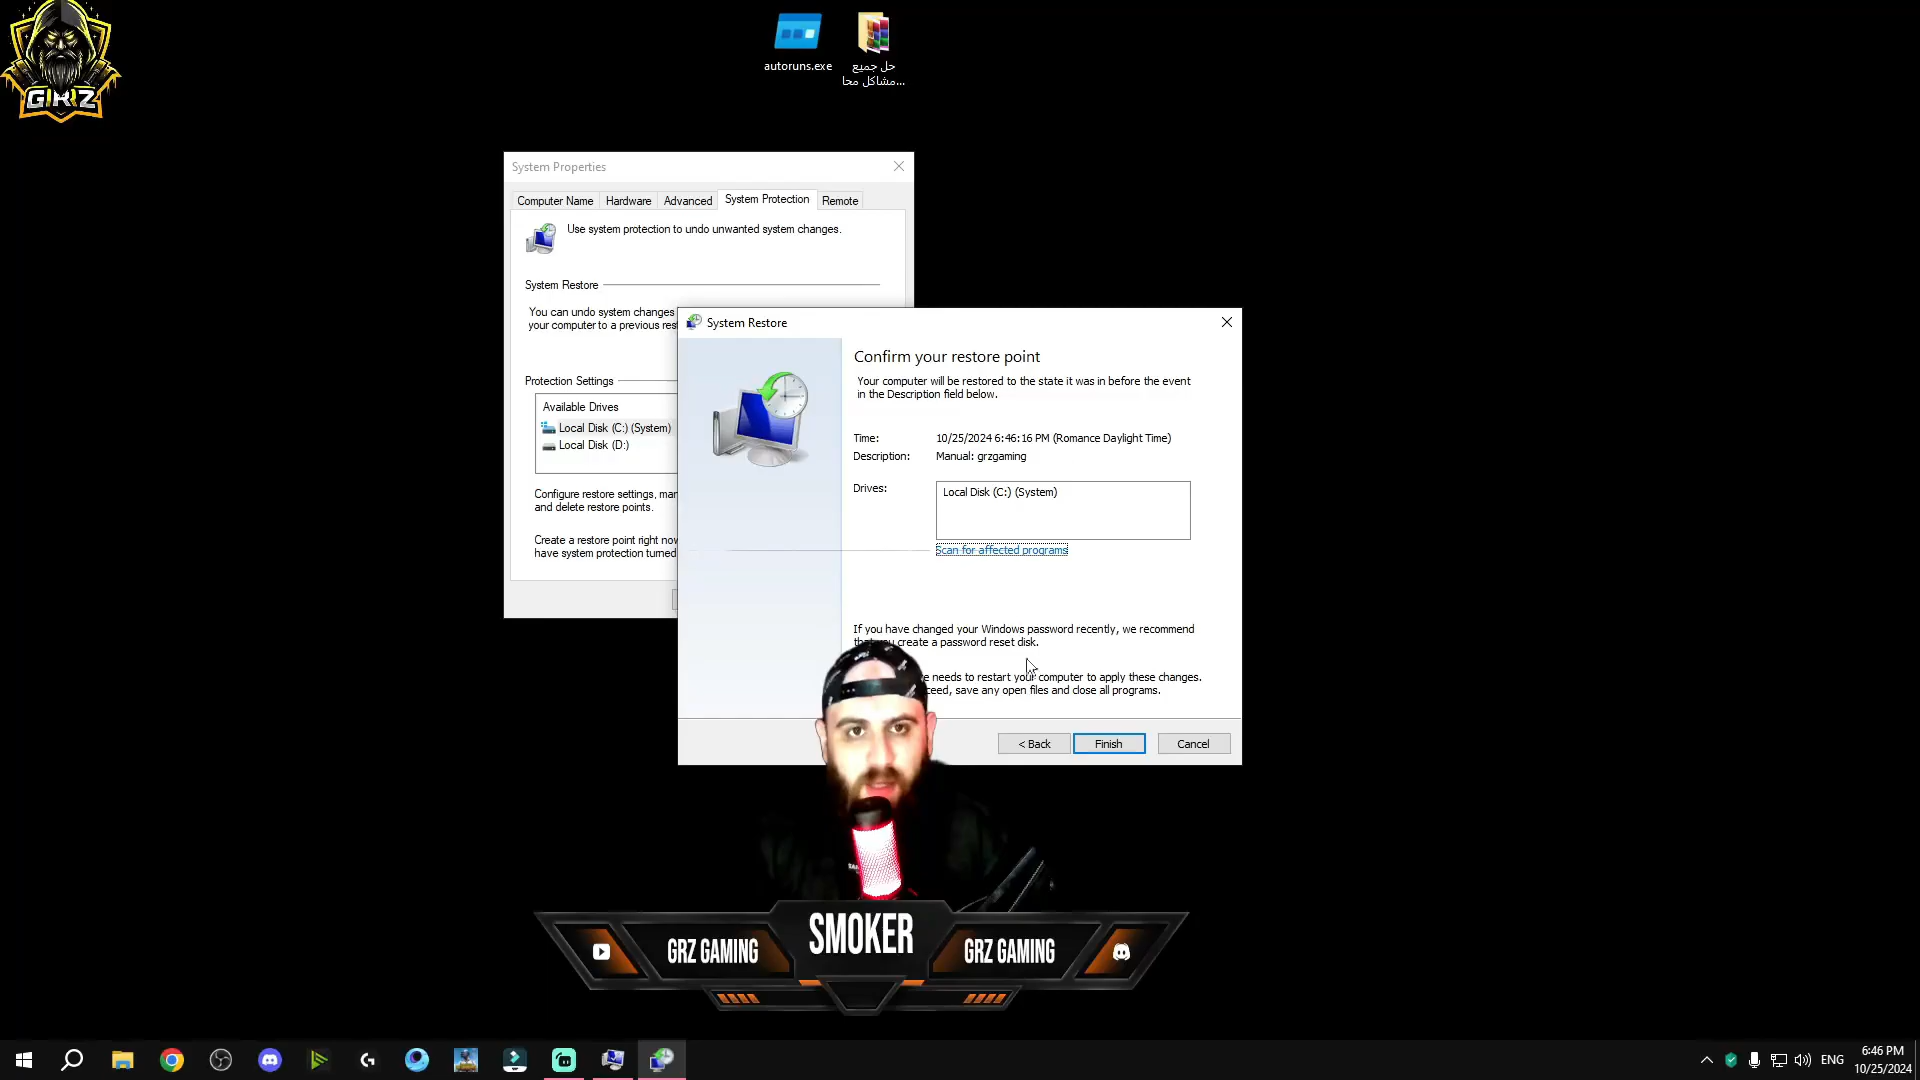 GRZ
autoruns.exe
حل جميع
مشاكل محا...
System Properties
Computer Name
Hardware
Advanced
System Protection
Remote
Use system protection to undo unwanted system changes.
System Restore
You can undo system changes
your computer to a previous rest
Protection Settings
Available Drives
Local Disk (C:) (System)
Local Disk (D:)
Configure restore settings, man
and delete restore points.
Create a restore point right now
have system protection turned
System Restore
Confirm your restore point
Your computer will be restored to the state it was in before the event
in the Description field below.
Time: 10/25/2024 6:46:16 PM (Romance Daylight Time)
Description: Manual: grzgaming
Drives: Local Disk (C:) (System)
Scan for affected programs
If you have changed your Windows password recently, we recommend
create a password reset disk.
needs to restart your computer to apply these changes.
save any open files and close all programs.
< Back
Finish
Cancel
GRZ GAMING
SMOKER
GRZ GAMING
ENG
6:46 PM
10/25/2024